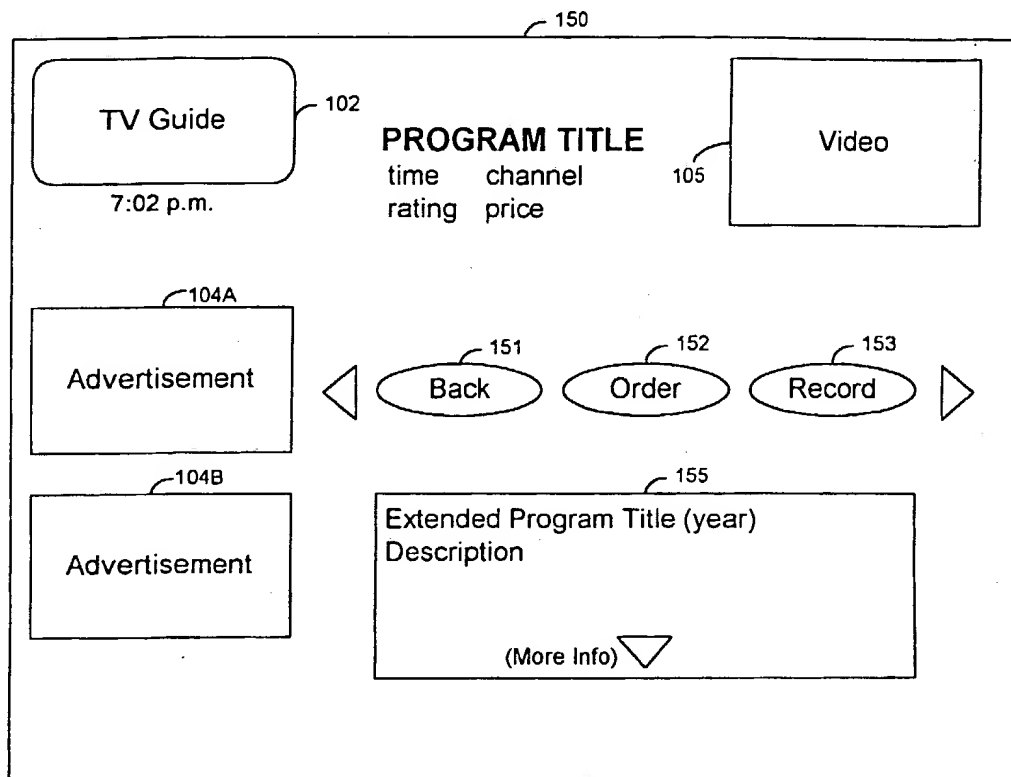 150
TV Guide
102
7:02 p.m.
PROGRAM TITLE
time channel
rating price
105
Video
104A
Advertisement
151
Back
152
Order
153
Record
104B
Advertisement
155
Extended Program Title (year)
Description
(More Info)